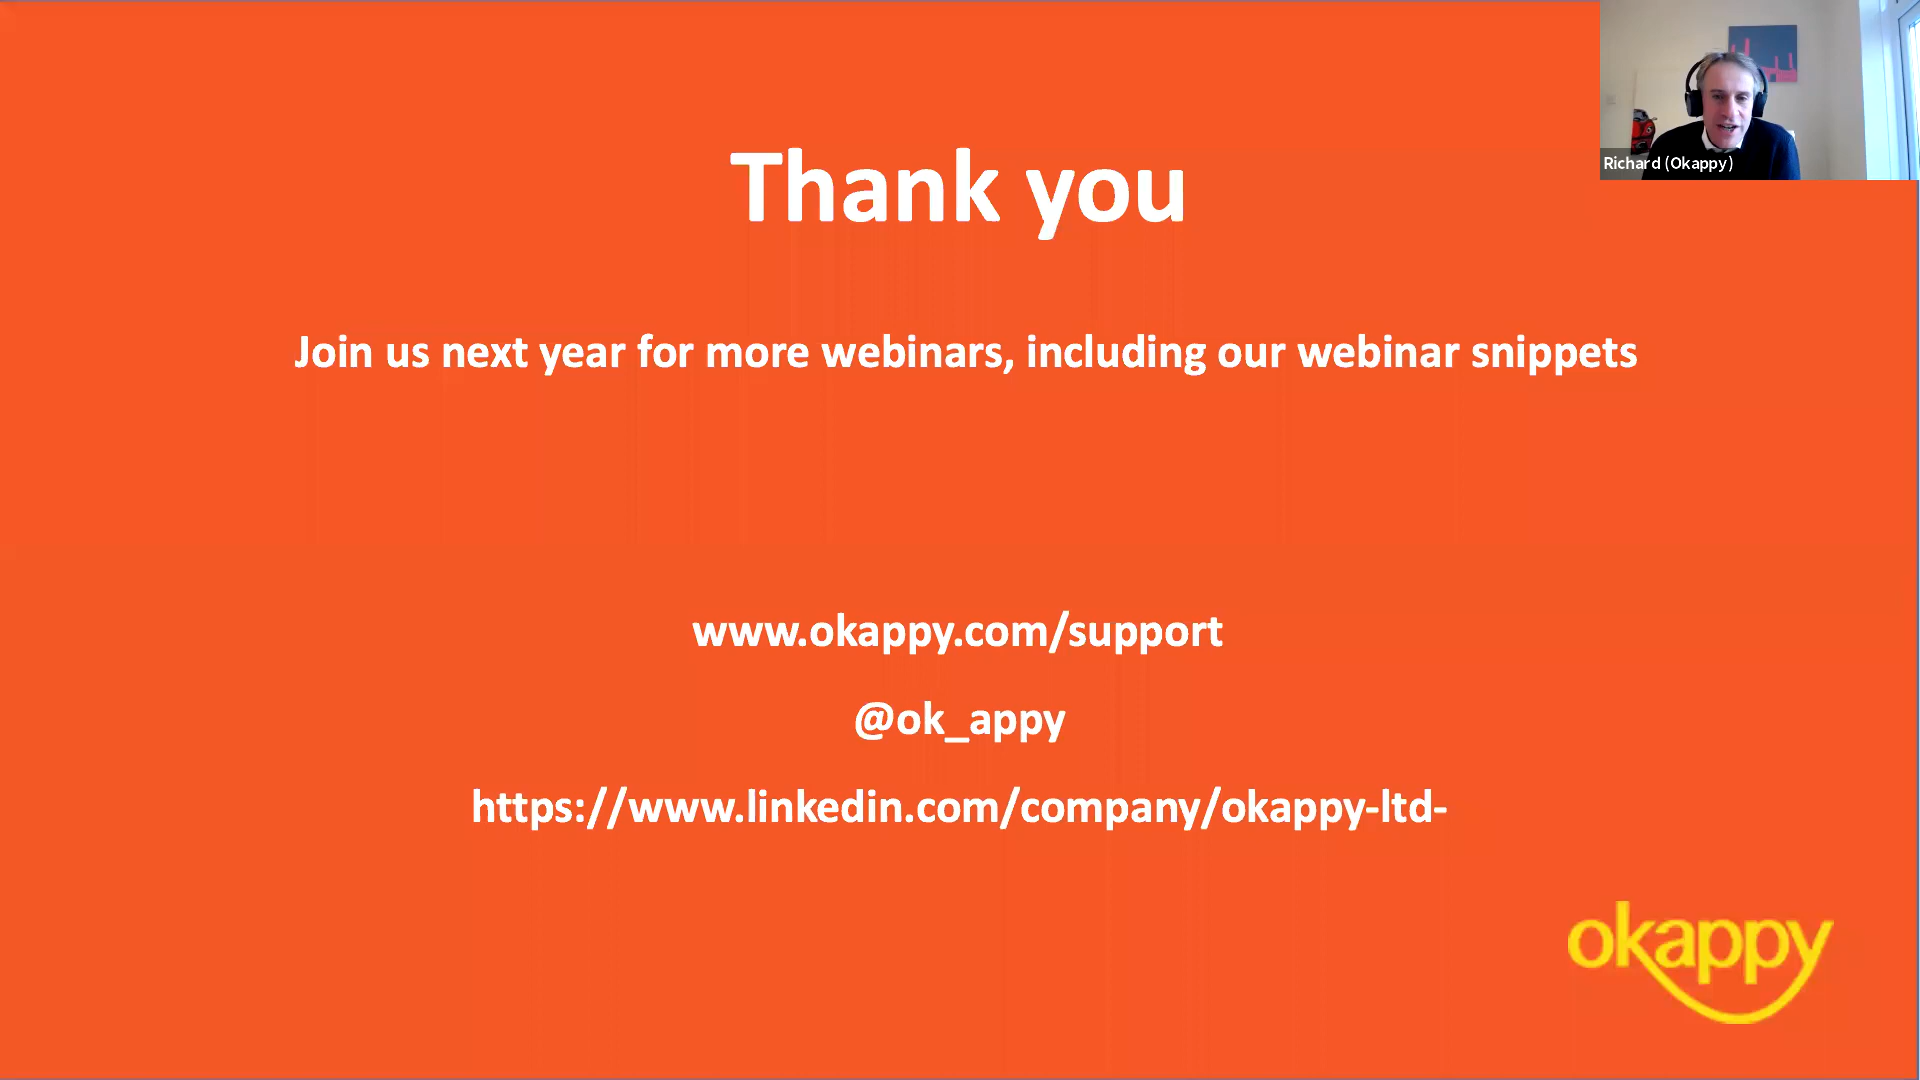 Thank you
Richard (Okappy)
Join us next year for more webinars, including our webinar snippets
www.okappy.com/support
@ok_appy
https://www.linkedin.com/company/okappy-ltd-
okappy